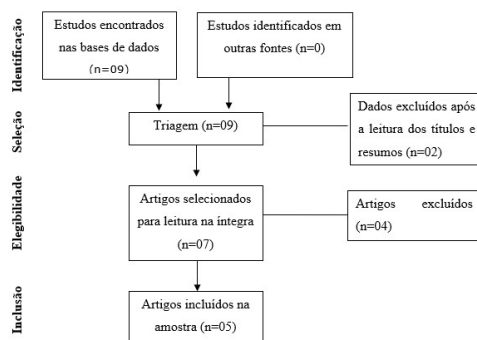 Identificação
Estudos encontrados
nas bases de dados
(n=09)
Estudos identificados em
outras fontes (n=0)
Seleção
Triagem (n=09)
Dados excluídos após
a leitura dos títulos e
resumos (n=02)
Elegibilidade
Artigos selecionados
para leitura na íntegra
(n=07)
Artigos excluídos
(n=04)
Inclusão
Artigos incluídos na
amostra (n=05)